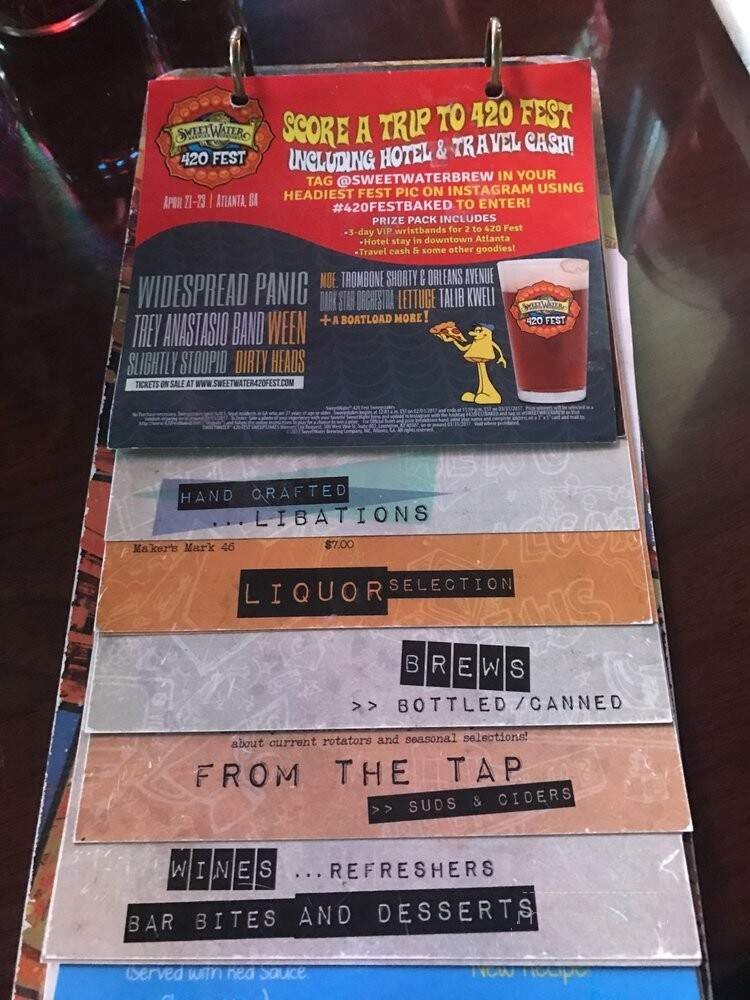 SWEETWATER
420 FEST
APRIL 21-23 | ATLANTA, GA
SCORE A TRIP TO 420 FEST
INCLUDING HOTEL & TRAVEL CASH!
TAG @SWEETWATERBREW IN YOUR
HEADIEST FEST PIC ON INSTAGRAM USING
#420FESTBAKED TO ENTER!
PRIZE PACK INCLUDES
•3-day VIP wristbands for 2 to 420 Fest
•Hotel stay in downtown Atlanta
•Travel cash & some other goodies!
WIDESPREAD PANIC
TREY ANASTASIO BAND WEEN
SLIGHTLY STOOPID DIRTY HEADS
TICKETS ON SALE AT WWW.SWEETWATER420FEST.COM
MOE. TROMBONE SHORTY & ORLEANS AVENUE
DARK STAR ORCHESTRA LETTUCE TALIB KWELI
+ A BOATLOAD MORE!
SWEETWATER
420 FEST
HAND CRAFTED
...LIBATIONS
Maker's Mark 46 $7.00
LIQUOR SELECTION
BREWS
>> BOTTLED/CANNED
about current rotators and seasonal selections!
FROM THE TAP
>> SUDS & CIDERS
WINES ...REFRESHERS
BAR BITES AND DESSERTS
(Served with Red Sauce